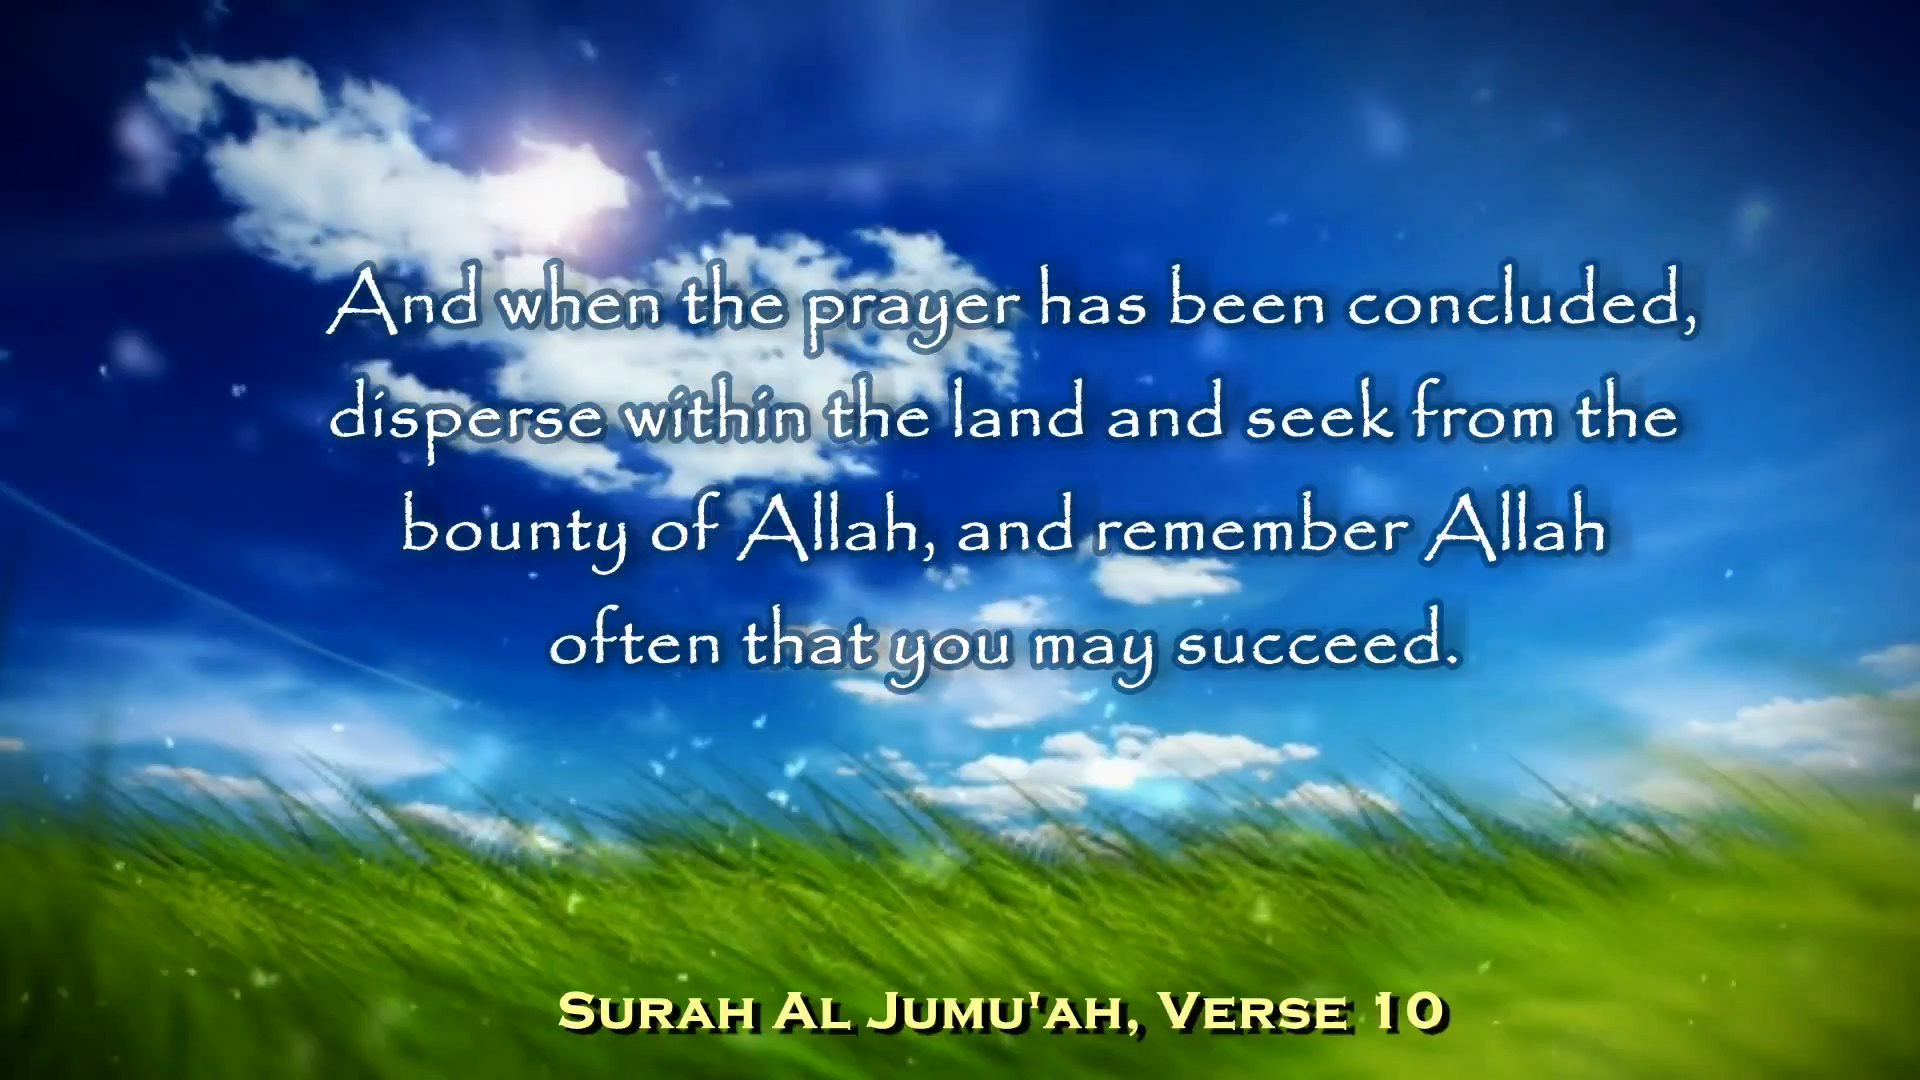 And when the prayer has been concluded,
disperse within the land and seek from the
bounty of Allah, and remember Allah
often that you may succeed.
Surah Al Jumu'ah, Verse 10